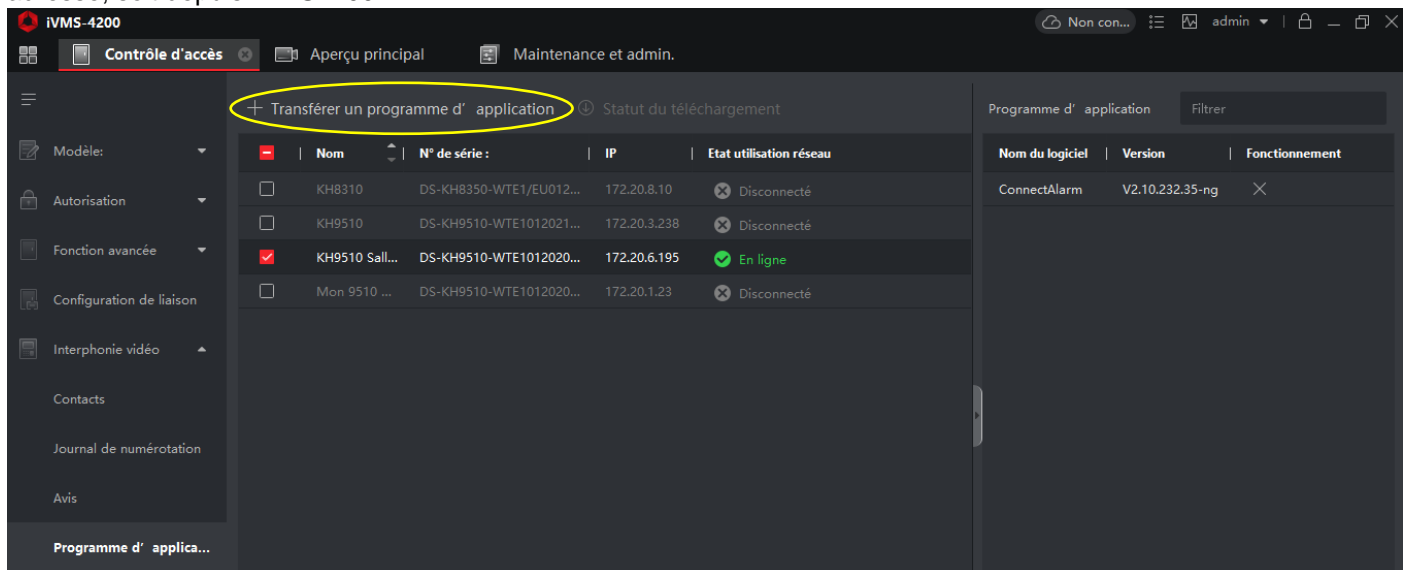 iVMS-4200
Non con...
admin
Contrôle d'accès
Aperçu principal
Maintenance et admin.
Transférer un programme d' application
Statut du téléchargement
Programme d' application
Filtrer
Modèle:
Nom
N° de série :
IP
Etat utilisation réseau
Nom du logiciel
Version
Fonctionnement
KH8310
DS-KH8350-WTE1/EU012...
172.20.8.10
Disconnecté
ConnectAlarm
V2.10.232.35-ng
Autorisation
KH9510
DS-KH9510-WTE1012021...
172.20.3.238
Disconnecté
Fonction avancée
KH9510 Sall...
DS-KH9510-WTE1012020...
172.20.6.195
En ligne
Configuration de liaison
Mon 9510 ...
DS-KH9510-WTE1012020...
172.20.1.23
Disconnecté
Interphonie vidéo
Contacts
Journal de numérotation
Avis
Programme d' applica...